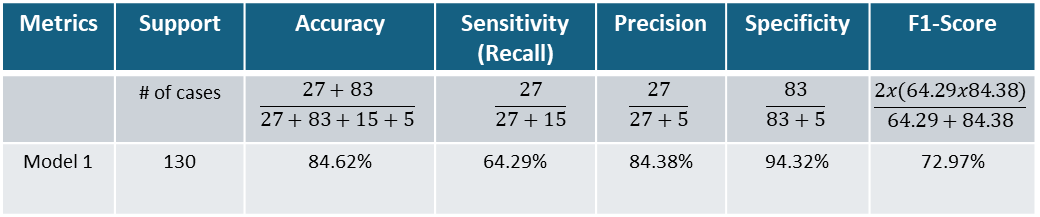 Metrics Support Accuracy Sensitivity (Recall) Precision Specificity F1-Score
# of cases 27 + 83 / 27 + 83 + 15 + 5 27 / 27 + 15 27 / 27 + 5 83 / 83 + 5 2x(64.29x84.38) / 64.29 + 84.38
Model 1 130 84.62% 64.29% 84.38% 94.32% 72.97%